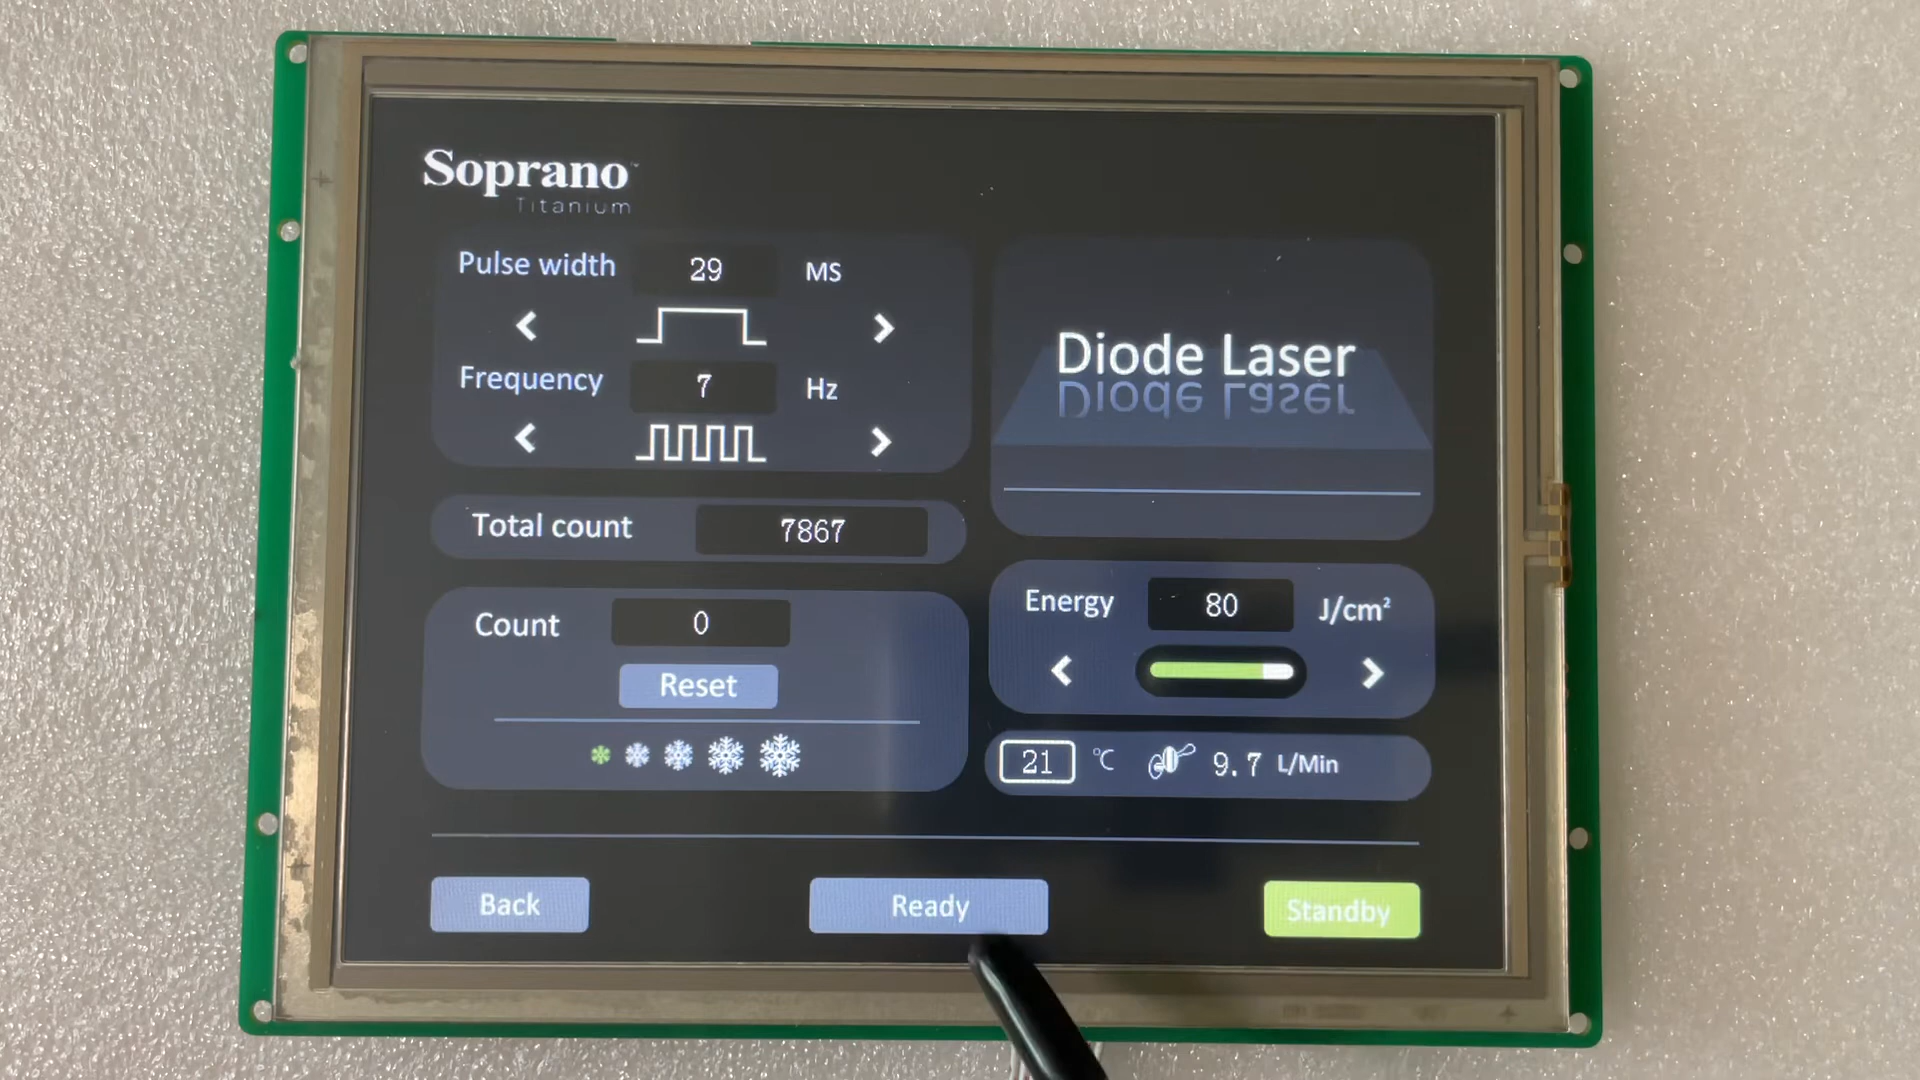 Soprano™
Titanium
Pulse width 29 MS
Frequency 7 Hz
Total count 7867
Count 0
Reset
Diode Laser
Energy 80 J/cm²
21 ℃ 9.7 L/Min
Back Ready Standby